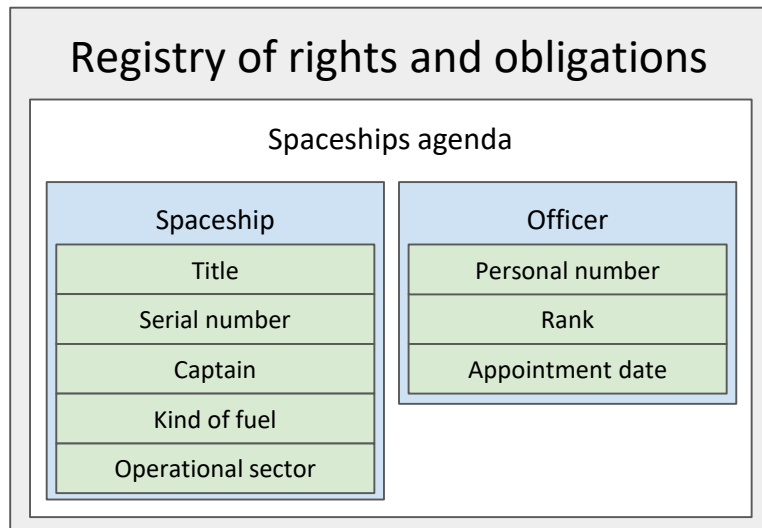 Registry of rights and obligations
Spaceships agenda
Spaceship
Title
Serial number
Captain
Kind of fuel
Operational sector
Officer
Personal number
Rank
Appointment date